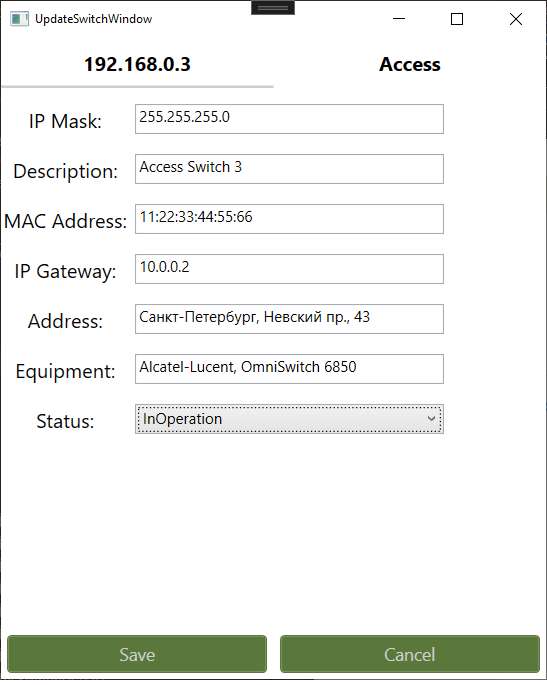 UpdateSwitchWindow
192.168.0.3 Access
IP Mask: 255.255.255.0
Description: Access Switch 3
MAC Address: 11:22:33:44:55:66
IP Gateway: 10.0.0.2
Address: Санкт-Петербург, Невский пр., 43
Equipment: Alcatel-Lucent, OmniSwitch 6850
Status: InOperation
Save Cancel